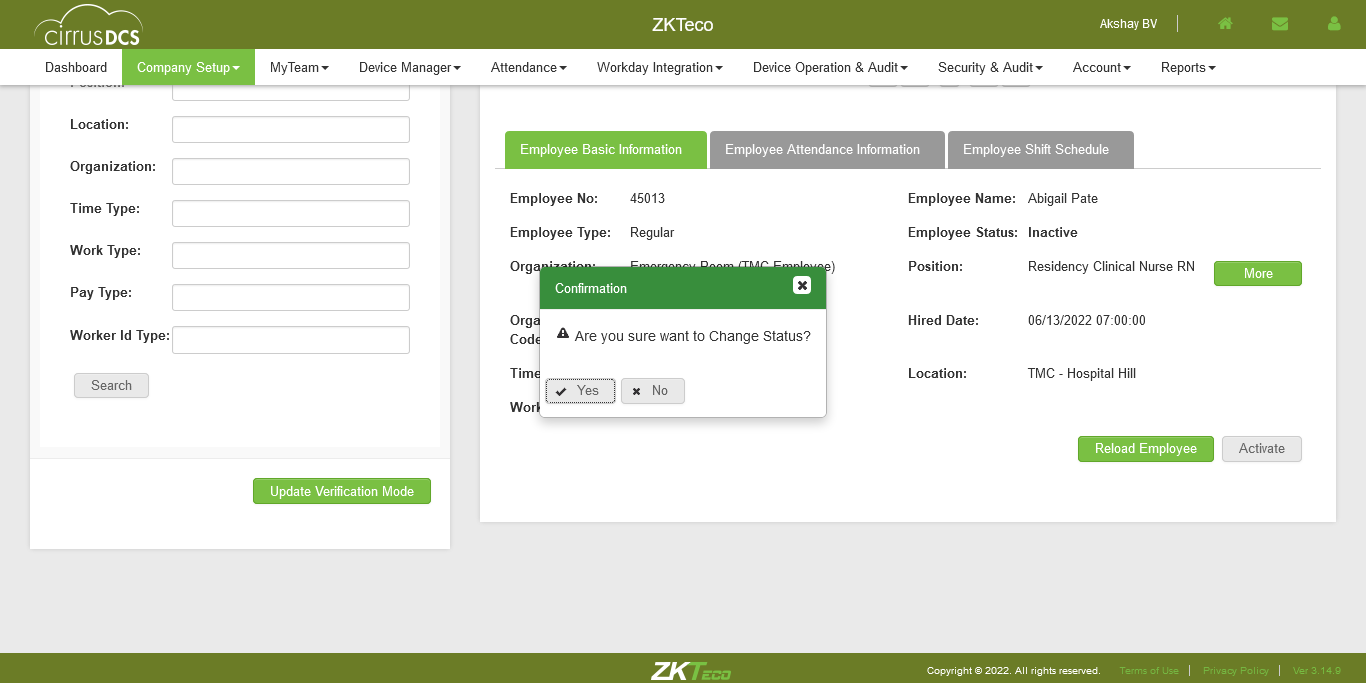 cirrusDCS
ZKTeco
Akshay BV
Dashboard
Company Setup
MyTeam
Device Manager
Attendance
Workday Integration
Device Operation & Audit
Security & Audit
Account
Reports
Location:
Organization:
Time Type:
Work Type:
Pay Type:
Worker Id Type:
Search
Update Verification Mode
Employee Basic Information
Employee Attendance Information
Employee Shift Schedule
Employee No: 45013
Employee Name: Abigail Pate
Employee Type: Regular
Employee Status: Inactive
Organization: Emergency Room (TMC Employee)
Position: Residency Clinical Nurse RN
More
Orga
Code
Hired Date: 06/13/2022 07:00:00
Time
Location: TMC - Hospital Hill
Work
Confirmation
Are you sure want to Change Status?
Yes
No
Reload Employee
Activate
ZKTeco
Copyright © 2022. All rights reserved.
Terms of Use
Privacy Policy
Ver 3.14.9